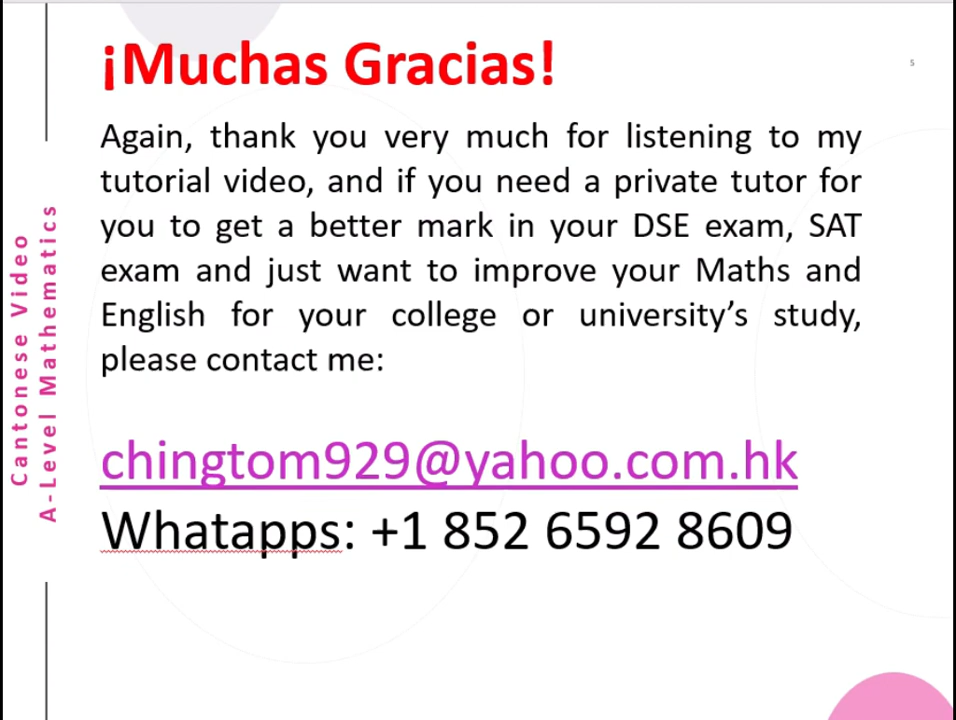 ¡Muchas Gracias!
5
Again, thank you very much for listening to my
tutorial video, and if you need a private tutor for
you to get a better mark in your DSE exam, SAT
exam and just want to improve your Maths and
English for your college or university’s study,
please contact me:
chingtom929@yahoo.com.hk
Whatapps: +1 852 6592 8609
Cantonese Video
A-Level Mathematics